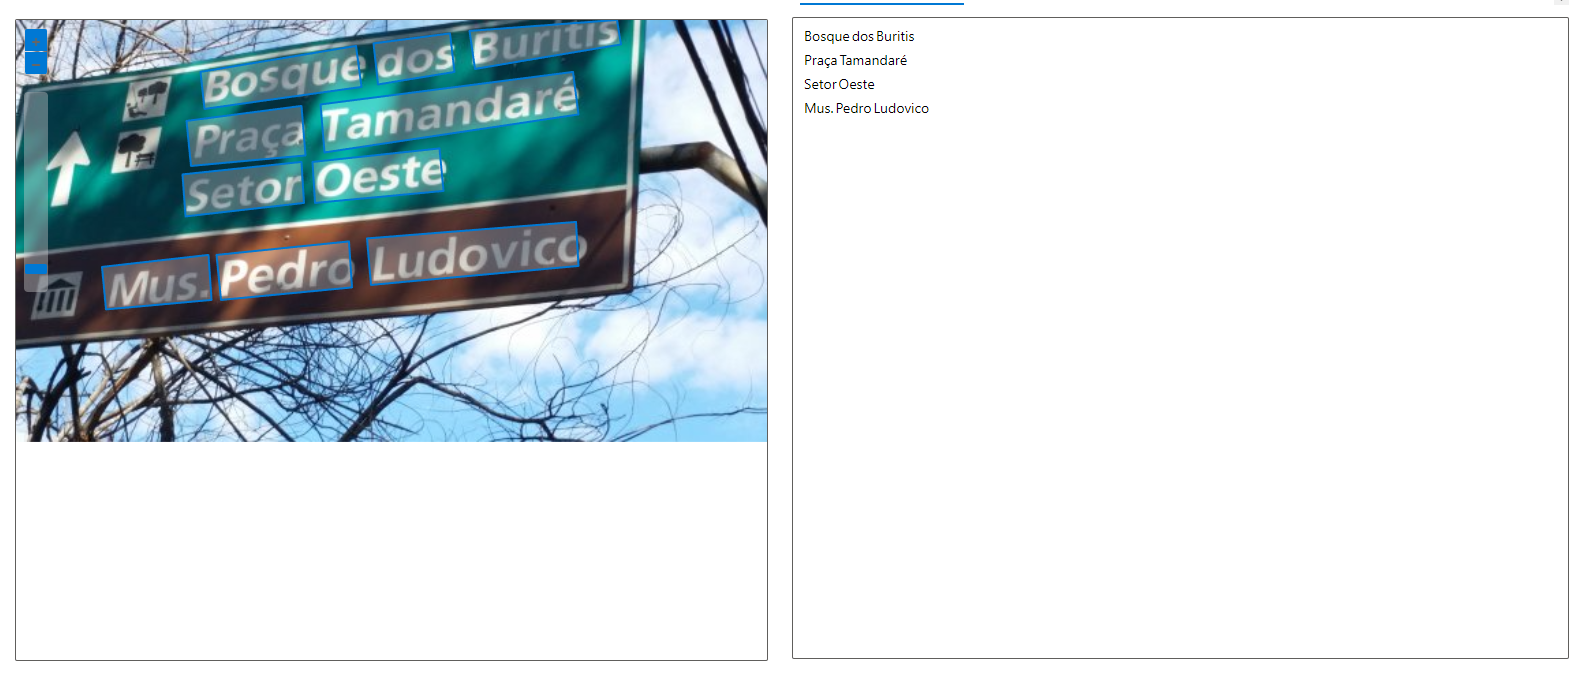 Bosque dos Buritis
Praça Tamandaré
Setor Oeste
Mus. Pedro Ludovico
Bosque dos Buritis
Praça Tamandaré
Setor Oeste
Mus. Pedro Ludovico